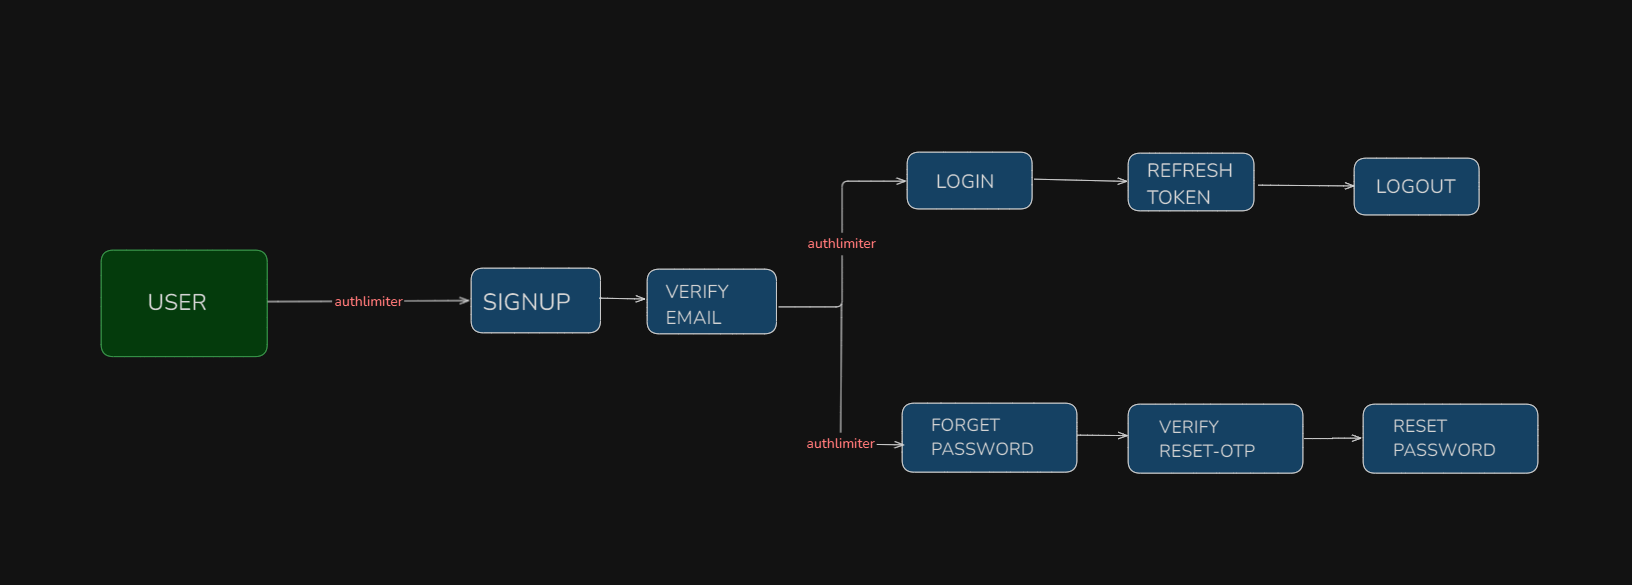 USER
authlimiter
SIGNUP
VERIFY
EMAIL
authlimiter
LOGIN
REFRESH
TOKEN
LOGOUT
authlimiter
FORGET
PASSWORD
VERIFY
RESET-OTP
RESET
PASSWORD